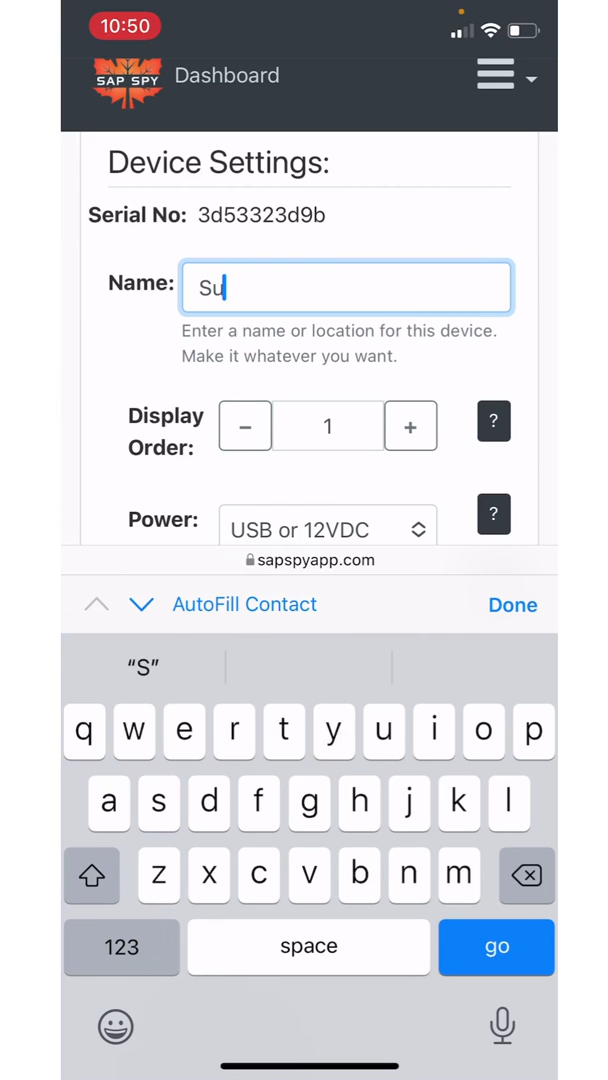 10:50
SAP SPY
Dashboard
Device Settings:
Serial No: 3d53323d9b
Name: Su
Enter a name or location for this device.
Make it whatever you want.
Display Order: − 1 + ?
Power: USB or 12VDC ?
sapspyapp.com
AutoFill Contact Done
“S”
q w e r t y u i o p
a s d f g h j k l
z x c v b n m
123 space go